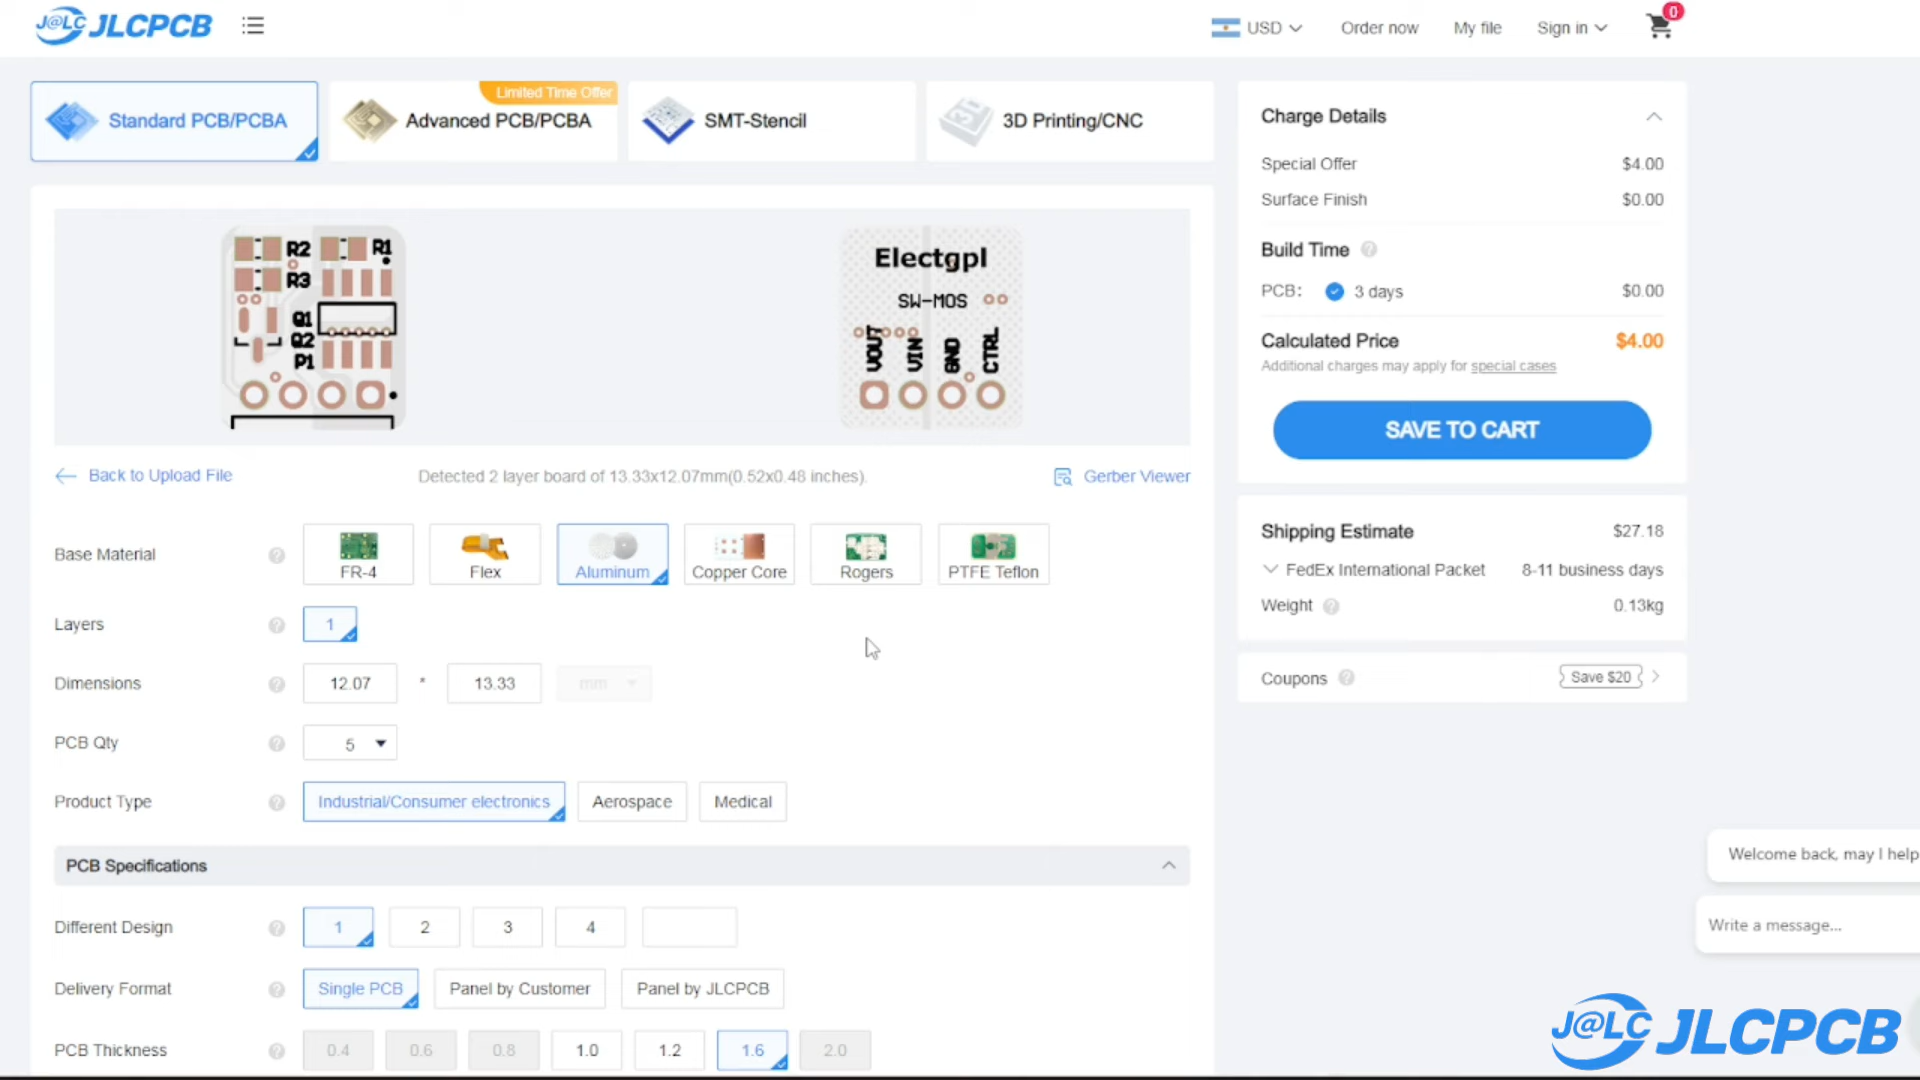 J@LC JLCPCB
USD
Order now
My file
Sign in
0
Standard PCB/PCBA
Limited Time Offer
Advanced PCB/PCBA
SMT-Stencil
3D Printing/CNC
R2
R1
R3
Q1
R2
P1
Electgpl
SW-MOS
VOUT
VIN
GND
CTRL
Back to Upload File
Detected 2 layer board of 13.33x12.07mm(0.52x0.48 inches).
Gerber Viewer
Base Material
FR-4
Flex
Aluminum
Copper Core
Rogers
PTFE Teflon
Layers
1
Dimensions
12.07
*
13.33
mm
PCB Qty
5
Product Type
Industrial/Consumer electronics
Aerospace
Medical
PCB Specifications
Different Design
1
2
3
4
Delivery Format
Single PCB
Panel by Customer
Panel by JLCPCB
PCB Thickness
0.4
0.6
0.8
1.0
1.2
1.6
2.0
Charge Details
Special Offer $4.00
Surface Finish $0.00
Build Time
PCB: 3 days $0.00
Calculated Price $4.00
Additional charges may apply for special cases
SAVE TO CART
Shipping Estimate $27.18
FedEx International Packet 8-11 business days
Weight 0.13kg
Coupons Save $20
Welcome back, may I help
Write a message...
J@LC JLCPCB